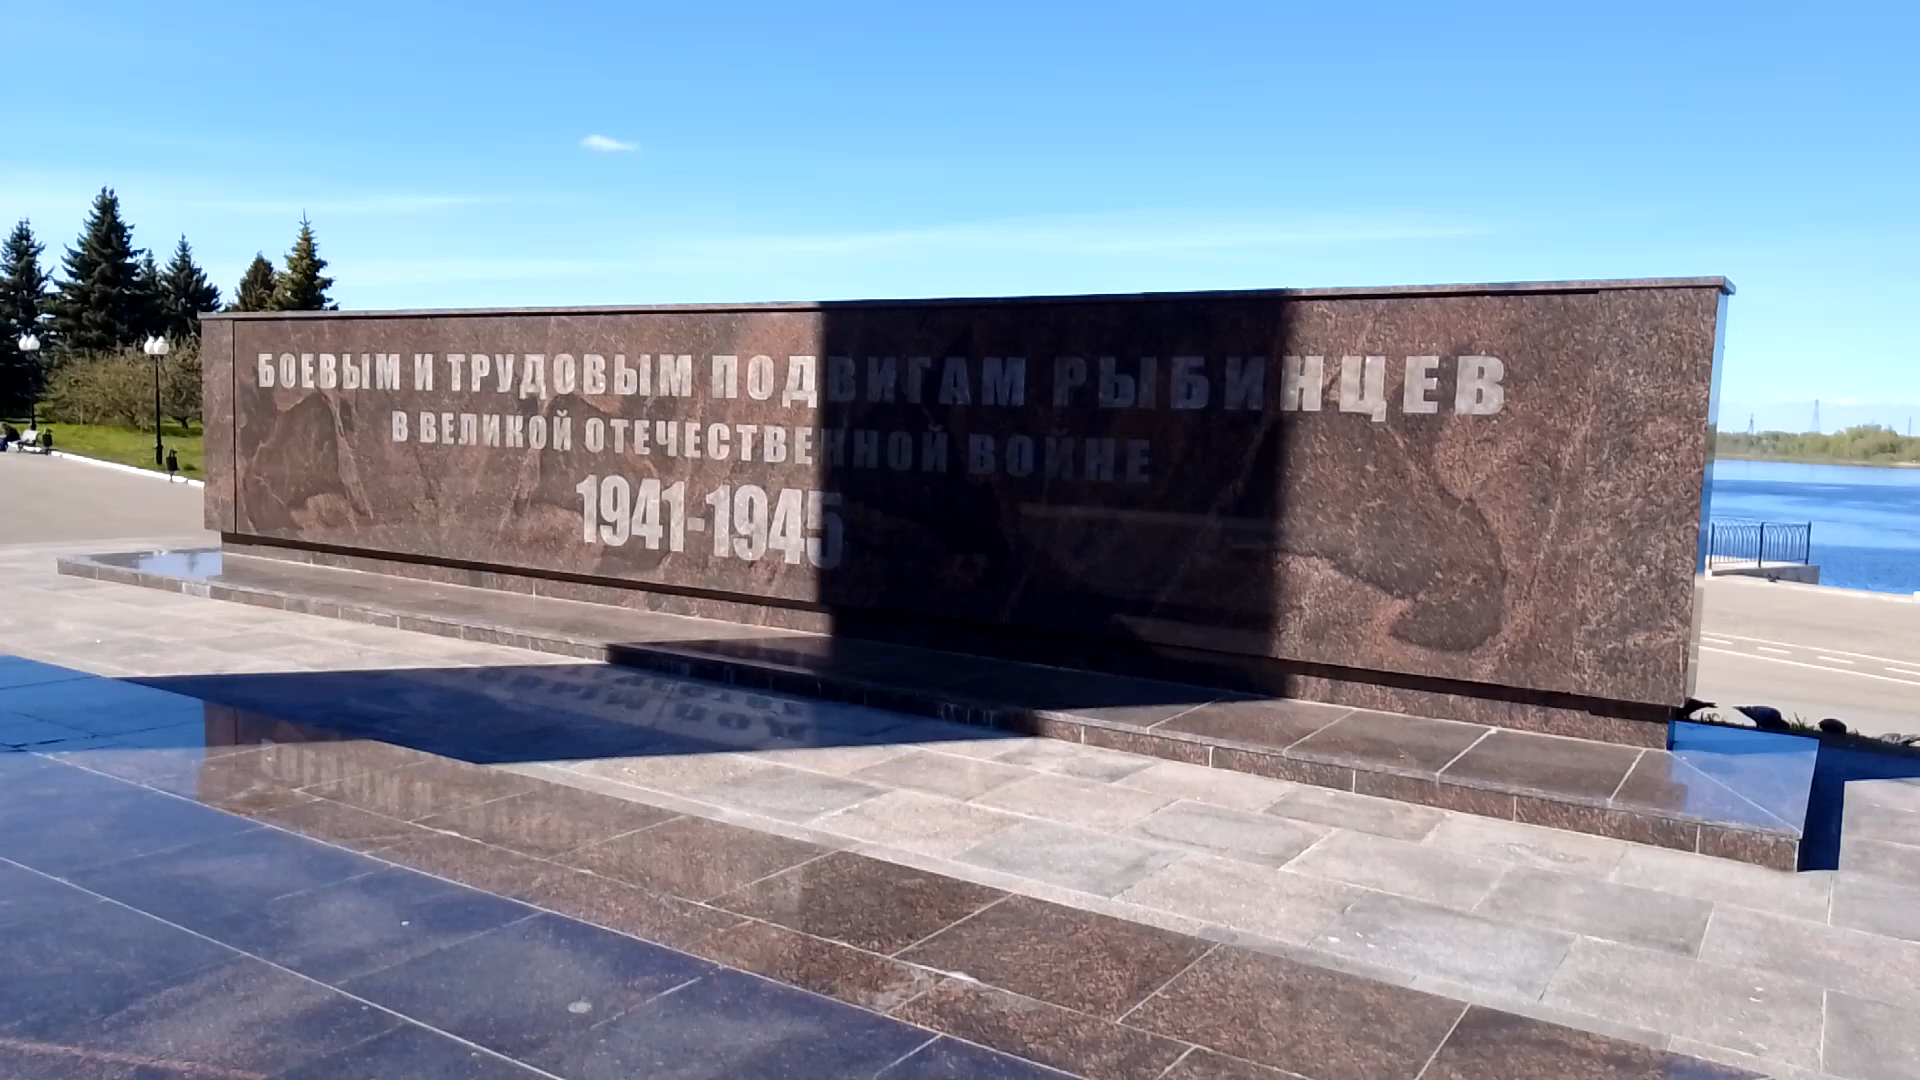 БОЕВЫМ И ТРУДОВЫМ ПОДВИГАМ РЫБИНЦЕВ
В ВЕЛИКОЙ ОТЕЧЕСТВЕННОЙ ВОЙНЕ
1941-1945